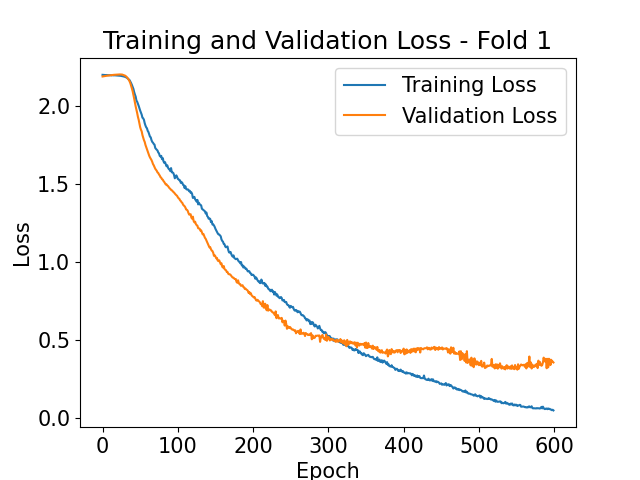 Training and Validation Loss - Fold 1
Training Loss
Validation Loss
Loss
2.0
1.5
1.0
0.5
0.0
0 100 200 300 400 500 600
Epoch